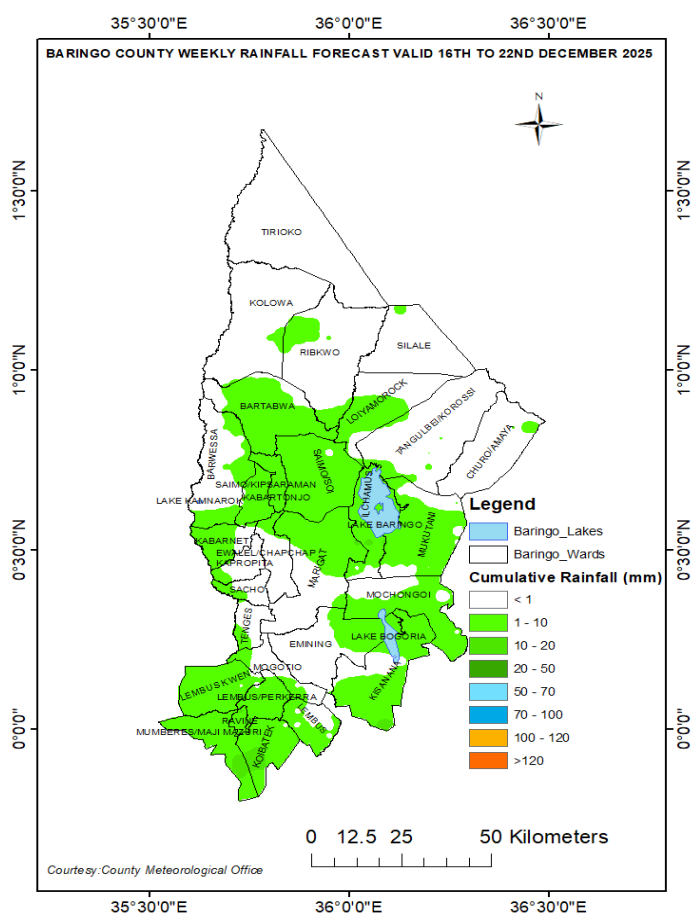 35°30'0"E 36°0'0"E 36°30'0"E
BARINGO COUNTY WEEKLY RAINFALL FORECAST VALID 16TH TO 22ND DECEMBER 2025
N
1°30'0"N 1°30'0"N
TIRIOKO
KOLOWA
RIBKWO
SILALE
1°0'0"N 1°0'0"N
BARTABWA
LOIYAMOROCK
TANGULBEI/KOROSSI
CHURO/AMAYA
BARWESSA
SAIMO/SOI
SAIMO/KIPSARAMAN
LAKE KAMNAROI
KABARTONJO
ILCHAMUS
LAKE BARINGO
MUKUTANI
Legend
Baringo_Lakes
Baringo_Wards
Cumulative Rainfall (mm)
< 1
1 - 10
10 - 20
20 - 50
50 - 70
70 - 100
100 - 120
>120
0°30'0"N 0°30'0"N
KABARNET
EWALEL/CHAPCHAP
KAPROPITA
MARIGAT
SACHO
MOCHONGOI
TENGES
LAKE BOGORIA
EMINING
MOGOTIO
KISANANA
LEMBUS KWEN
LEMBUS/PERKERRA
LEMBUS
RAVINE
MUMBERES/MAJI MAZURI
KOIBATEK
0°0'0" 0°0'0"
0 12.5 25 50 Kilometers
Courtesy:County Meteorological Office
35°30'0"E 36°0'0"E 36°30'0"E